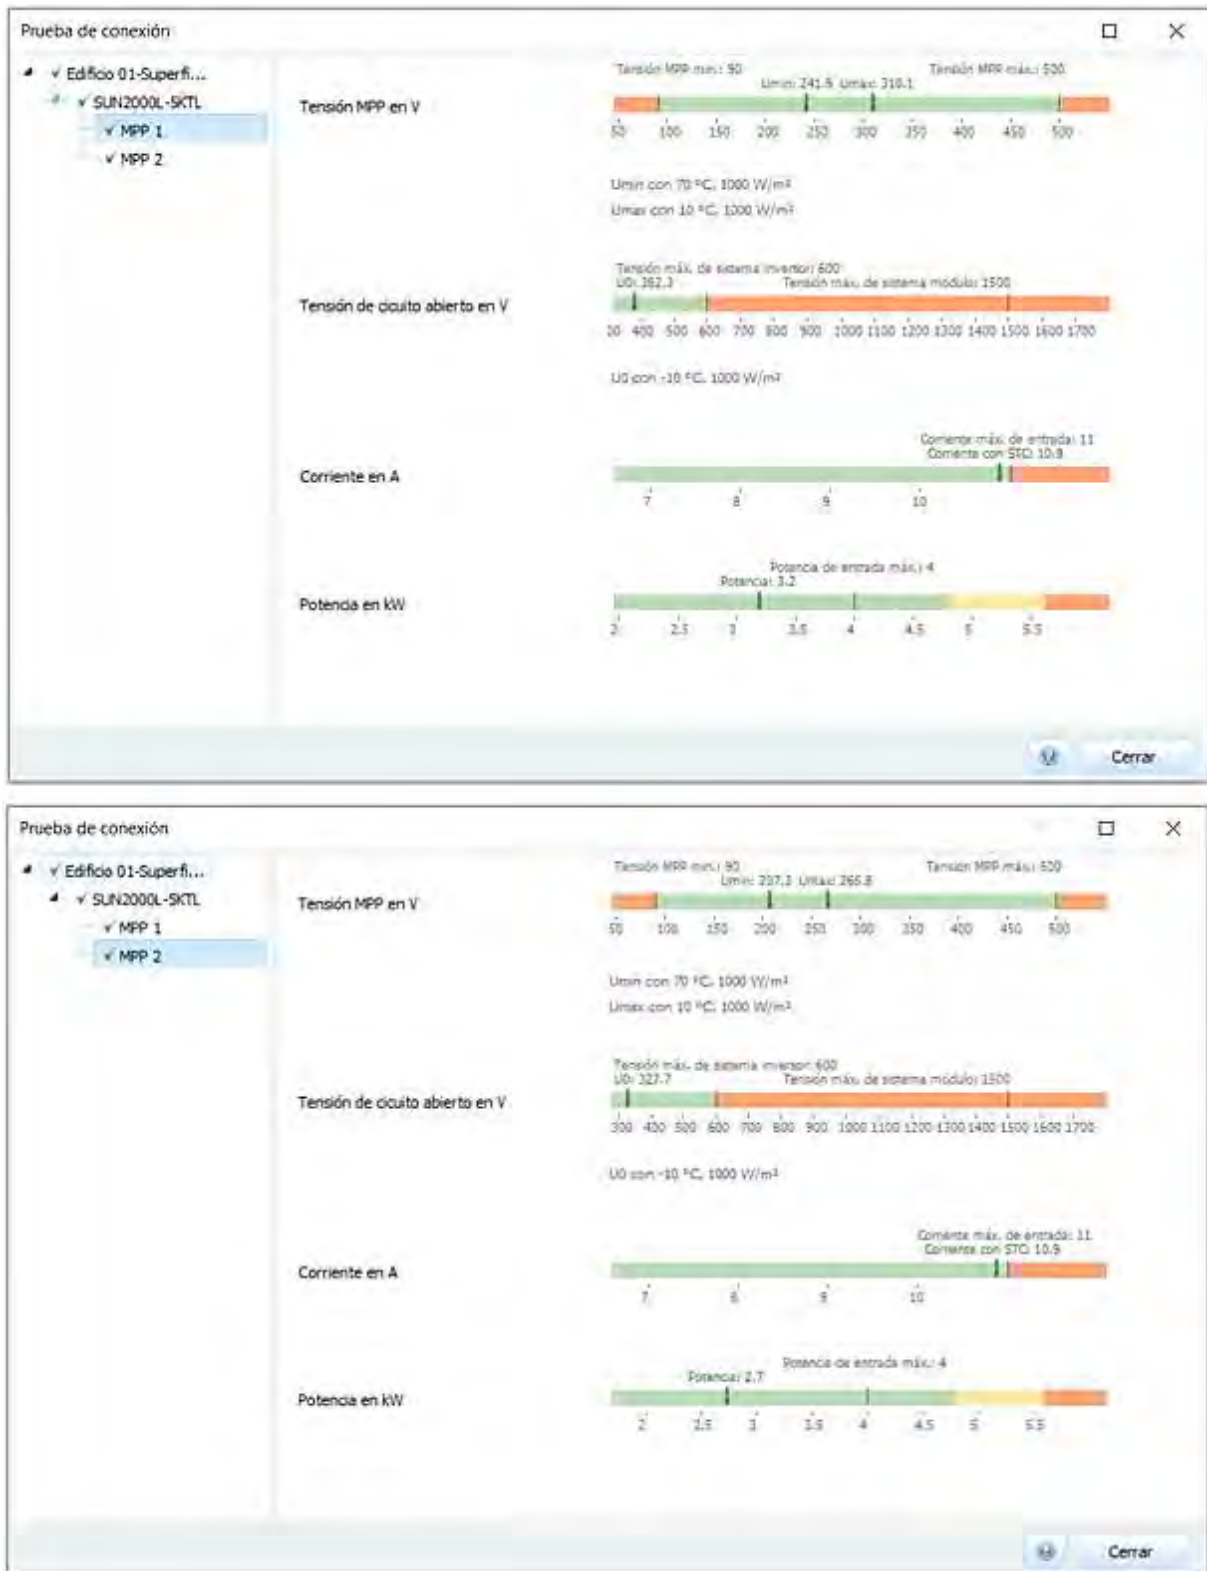 Prueba de conexión
Edificio 01-Superfi...
SUN2000L-5KTL
MPP 1
MPP 2
Tensión MPP en V
Tensión MPP min.: 90 Tensión MPP máx.: 500
Umin: 241.9 Umax: 310.1
50 100 150 200 250 300 350 400 450 500
Umin con 70 ºC, 1000 W/m²
Umax con 10 ºC, 1000 W/m²
Tensión de cicuito abierto en V
Tensión máx. de sistema inversor: 600
U0: 382.3 Tensión máx. de sistema módulo: 1500
400 500 600 700 800 900 1000 1100 1200 1300 1400 1500 1600 1700
U0 con -10 ºC, 1000 W/m²
Corriente en A
Corriente máx. de entrada: 11
Corriente con STC: 10.9
7 8 9 10
Potencia en kW
Potencia de entrada máx.: 4
Potencia: 3.2
2 2.5 3 3.5 4 4.5 5 5.5
Cerrar
Prueba de conexión
Edificio 01-Superfi...
SUN2000L-5KTL
MPP 1
MPP 2
Tensión MPP en V
Tensión MPP min.: 90 Tensión MPP máx.: 500
Umin: 207.3 Umax: 265.8
50 100 150 200 250 300 350 400 450 500
Umin con 70 ºC, 1000 W/m²
Umax con 10 ºC, 1000 W/m²
Tensión de cicuito abierto en V
Tensión máx. de sistema inversor: 600
U0: 327.7 Tensión máx. de sistema módulo: 1500
300 400 500 600 700 800 900 1000 1100 1200 1300 1400 1500 1600 1700
U0 con -10 ºC, 1000 W/m²
Corriente en A
Corriente máx. de entrada: 11
Corriente con STC: 10.9
7 8 9 10
Potencia en kW
Potencia de entrada máx.: 4
Potencia: 2.7
2 2.5 3 3.5 4 4.5 5 5.5
Cerrar